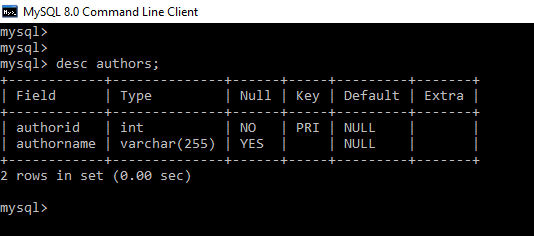 MySQL 8.0 Command Line Client
mysql>
mysql>
mysql> desc authors;
+------------+--------------+------+-----+---------+-------+
| Field      | Type         | Null | Key | Default | Extra |
+------------+--------------+------+-----+---------+-------+
| authorid   | int          | NO   | PRI | NULL    |       |
| authorname | varchar(255) | YES  |     | NULL    |       |
+------------+--------------+------+-----+---------+-------+
2 rows in set (0.00 sec)
mysql>